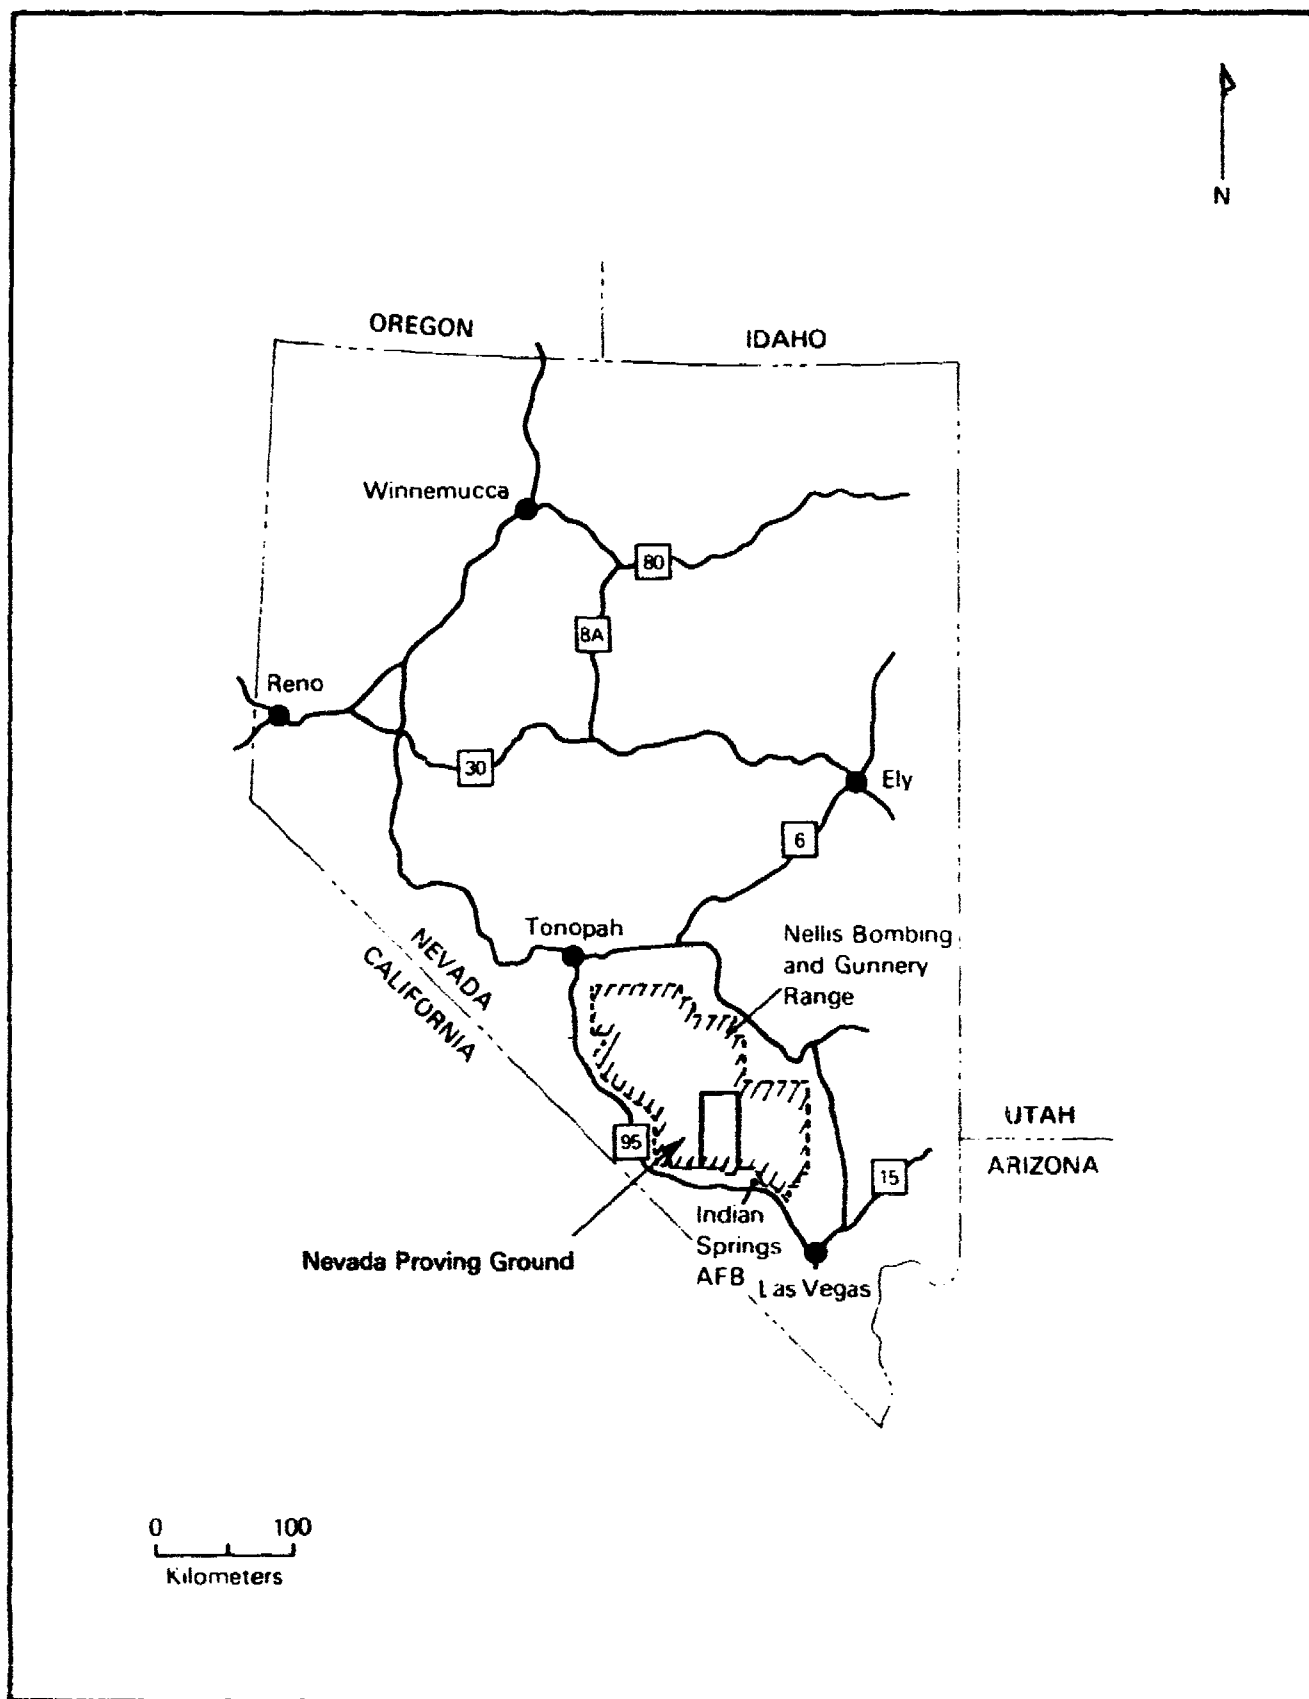 N
OREGON
IDAHO
Winnemucca
80
8A
Reno
30
Ely
6
Tonopah
Nellis Bombing
and Gunnery
Range
NEVADA
CALIFORNIA
95
UTAH
ARIZONA
15
Indian
Springs
AFB
Nevada Proving Ground
Las Vegas
0 100
Kilometers